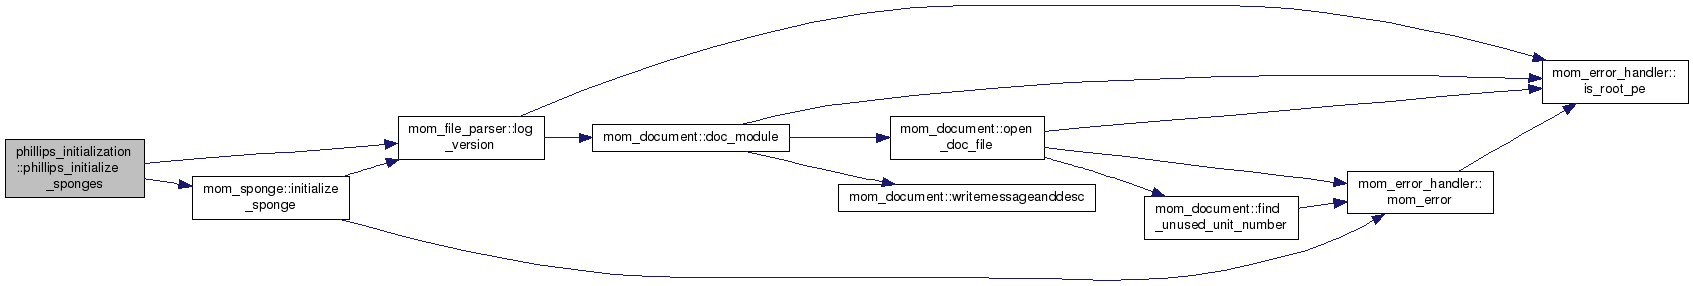 phillips_initialization
::phillips_initialize
_sponges
mom_sponge::initialize
_sponge
mom_file_parser::log
_version
mom_document::doc_module
mom_document::open
_doc_file
mom_document::writemessageanddesc
mom_document::find
_unused_unit_number
mom_error_handler::
mom_error
mom_error_handler::
is_root_pe